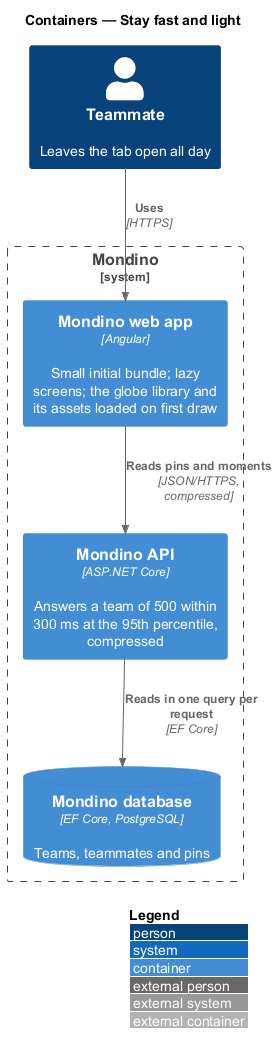 Containers — Stay fast and light
Teammate
Leaves the tab open all day
Uses
[HTTPS]
Mondino
[system]
Mondino web app
[Angular]
Small initial bundle; lazy
screens; the globe library and
its assets loaded on first draw
Reads pins and moments
[JSON/HTTPS,
compressed]
Mondino API
[ASP.NET Core]
Answers a team of 500 within
300 ms at the 95th percentile,
compressed
Reads in one query per
request
[EF Core]
Mondino database
[EF Core, PostgreSQL]
Teams, teammates and pins
Legend
person
system
container
external person
external system
external container